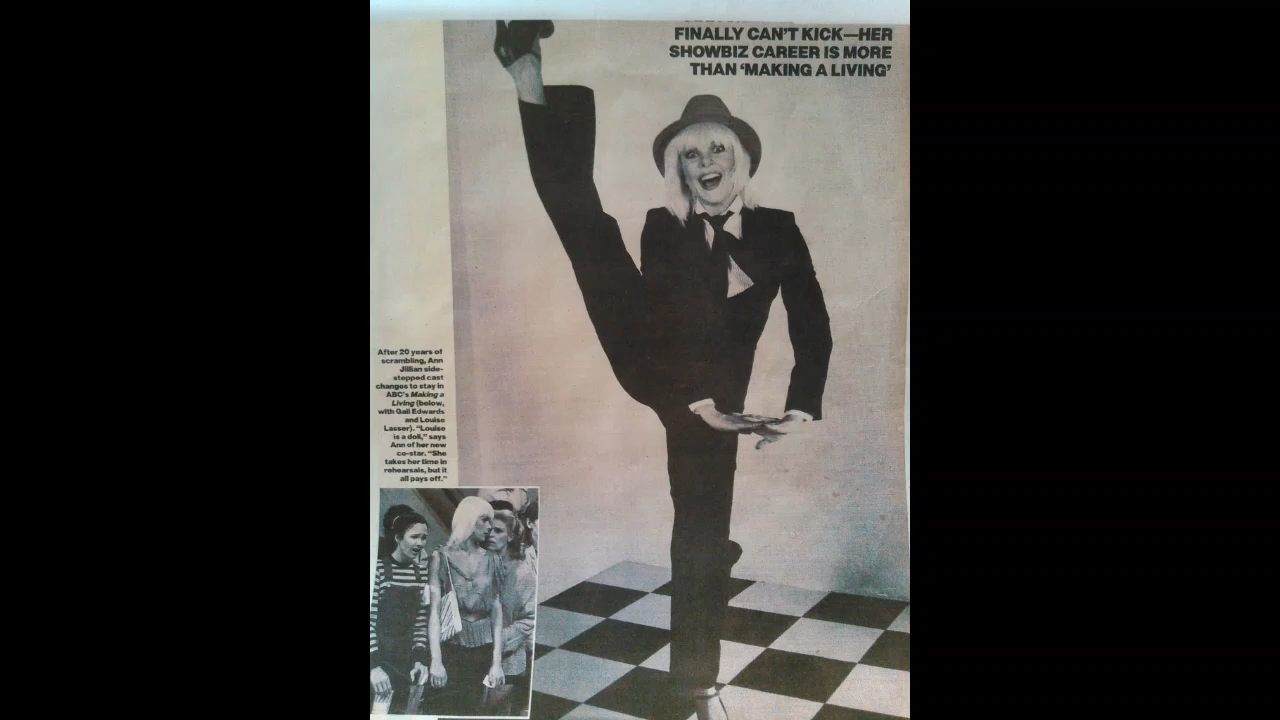 FINALLY CAN'T KICK—HER
SHOWBIZ CAREER IS MORE
THAN 'MAKING A LIVING'
After 20 years of
scrambling, Ann
Jillian side-
stepped cast
changes to stay in
ABC's Making a
Living (below,
with Gail Edwards
and Louise
Lasser). "Louise
is a doll," says
Ann of her new
co-star. "She
takes her time in
rehearsals, but it
all pays off."